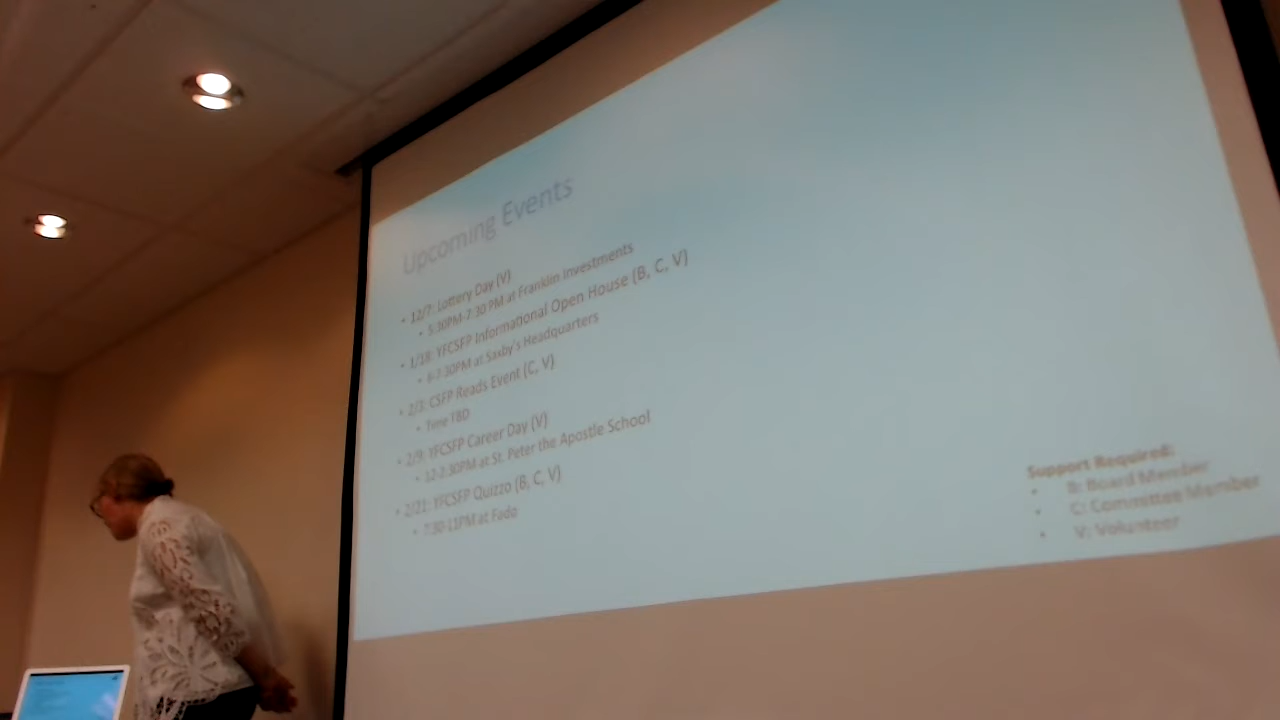 Upcoming Events
• 12/7: Lottery Day (V)
• 5:30PM-7:30 PM at Franklin Investments
• 1/18: YFCSFP Informational Open House (B, C, V)
• 6-7:30PM at Saxby's Headquarters
• 2/3: CSFP Reads Event (C, V)
• Time TBD
• 2/9: YFCSFP Career Day (V)
• 12-2:30PM at St. Peter the Apostle School
• 2/21: YFCSFP Quizzo (B, C, V)
• 7:30-11PM at Fado
Support Required:
• B: Board Member
• C: Committee Member
• V: Volunteer